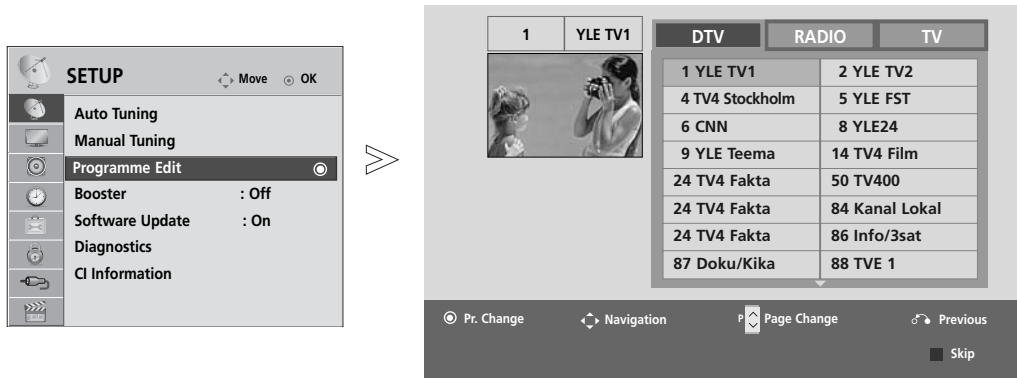 SETUP Move OK
Auto Tuning
Manual Tuning
Programme Edit
Booster : Off
Software Update : On
Diagnostics
CI Information
1 YLE TV1
DTV RADIO TV
1 YLE TV1 2 YLE TV2
4 TV4 Stockholm 5 YLE FST
6 CNN 8 YLE24
9 YLE Teema 14 TV4 Film
24 TV4 Fakta 50 TV400
24 TV4 Fakta 84 Kanal Lokal
24 TV4 Fakta 86 Info/3sat
87 Doku/Kika 88 TVE 1
Pr. Change Navigation P Page Change Previous
Skip